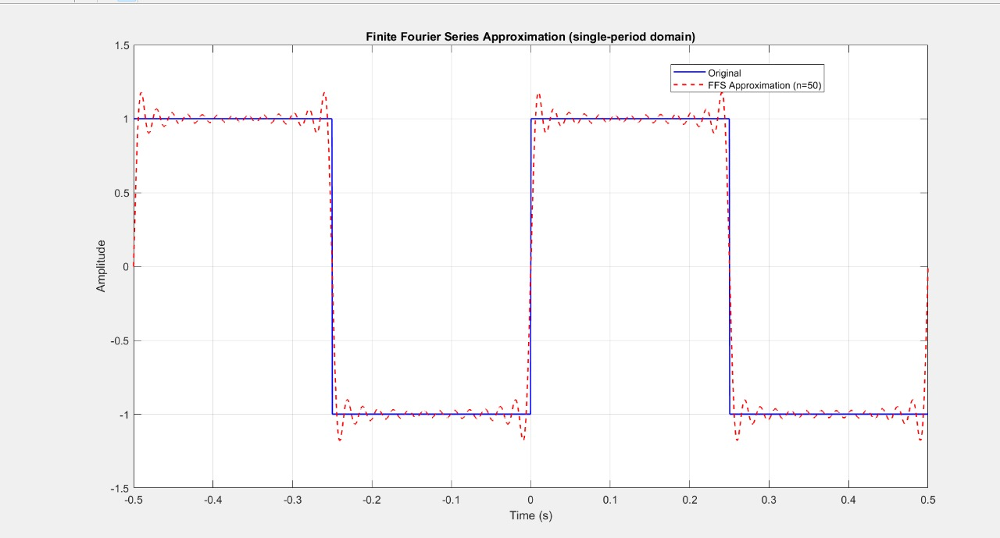 Finite Fourier Series Approximation (single-period domain)
1.5
Original
FFS Approximation (n=50)
1
0.5
Amplitude
0
-0.5
-1
-1.5
-0.5 -0.4 -0.3 -0.2 -0.1 0 0.1 0.2 0.3 0.4 0.5
Time (s)